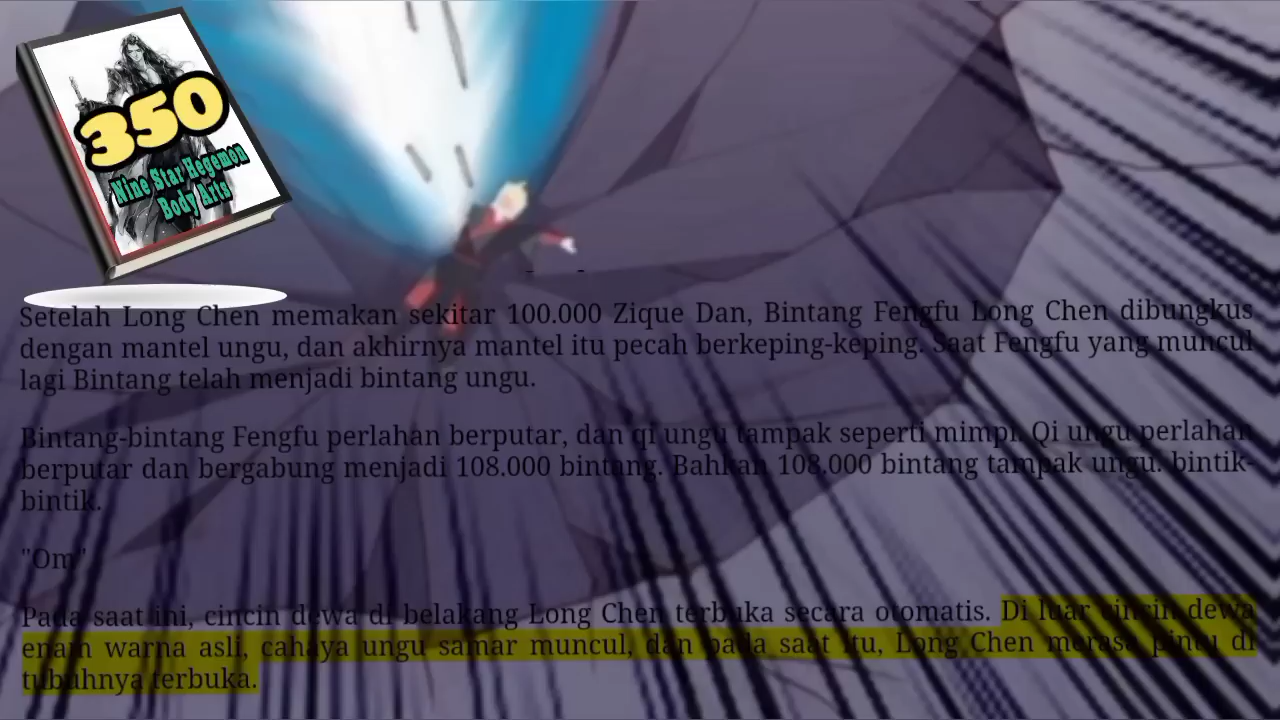 350
Nine Star Hegemon
Body Arts
Setelah Long Chen memakan sekitar 100.000 Zique Dan, Bintang Fengfu Long Chen dibungkus
dengan mantel ungu, dan akhirnya mantel itu pecah berkeping-keping. Saat Fengfu yang muncul
lagi Bintang telah menjadi bintang ungu.
Bintang-bintang Fengfu perlahan berputar, dan qi ungu tampak seperti mimpi. Qi ungu perlahan
berputar dan bergabung menjadi 108.000 bintang. Bahkan 108.000 bintang tampak ungu. bintik-
bintik.
"Om"
Pada saat ini, cincin dewa di belakang Long Chen terbuka secara otomatis. Di luar cincin dewa
enam warna asli, cahaya ungu samar muncul, dan pada saat itu, Long Chen merasa pintu di
tubuhnya terbuka.